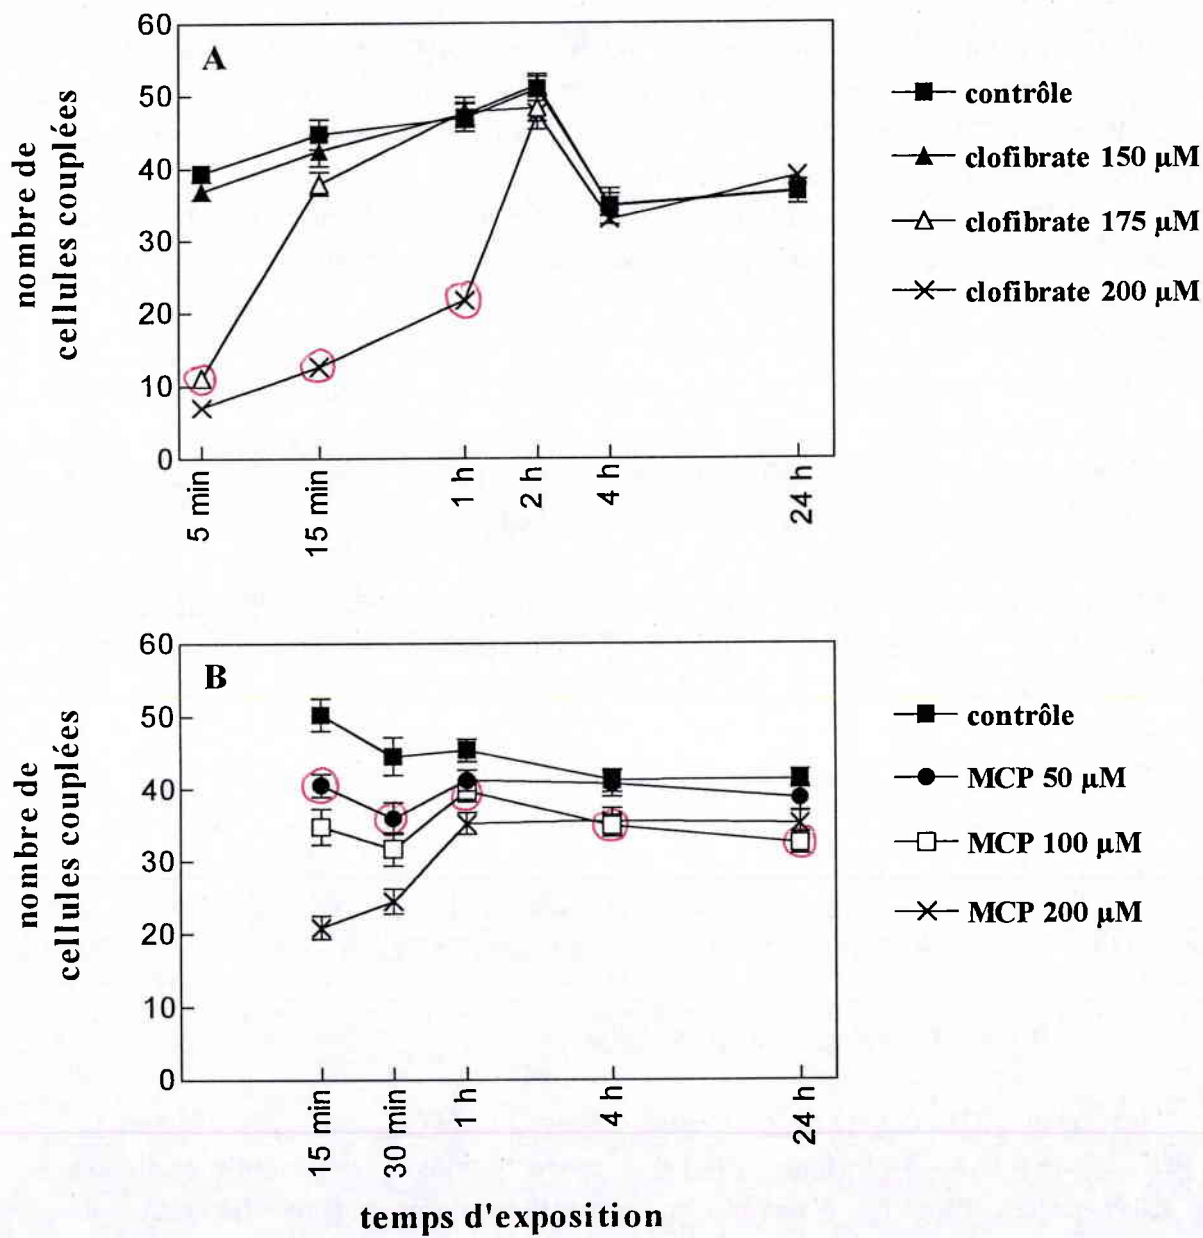 A
nombre de
cellules couplées
60
50
40
30
20
10
0
5 min
15 min
1 h
2 h
4 h
24 h
contrôle
clofibrate 150 µM
clofibrate 175 µM
clofibrate 200 µM
B
nombre de
cellules couplées
60
50
40
30
20
10
0
15 min
30 min
1 h
4 h
24 h
contrôle
MCP 50 µM
MCP 100 µM
MCP 200 µM
temps d'exposition